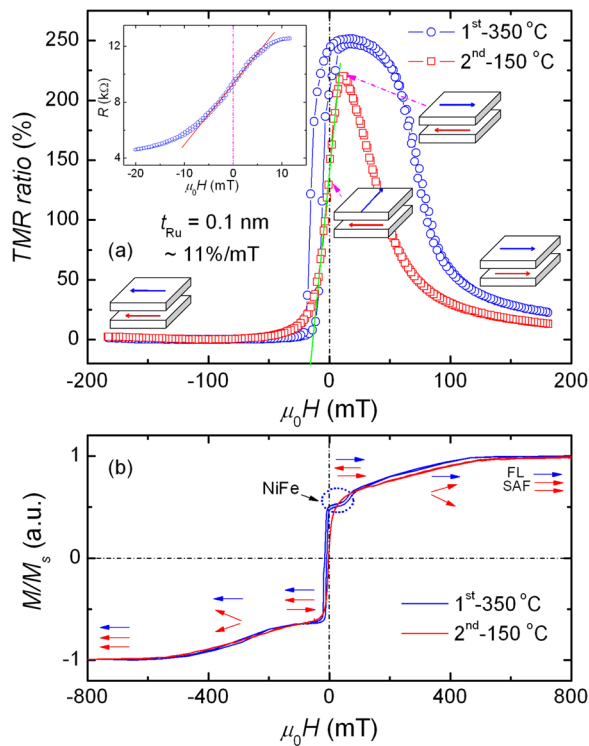 1st-350 °C
2nd-150 °C
250
200
150
100
50
0
TMR ratio (%)
12
8
4
R (kΩ)
-20 -10 0 10
μ0H (mT)
tRu = 0.1 nm
(a) ~ 11%/mT
-200 -100 0 100 200
μ0H (mT)
(b)
1
0
-1
M/Ms (a.u.)
NiFe
FL
SAF
1st-350 °C
2nd-150 °C
-800 -400 0 400 800
μ0H (mT)